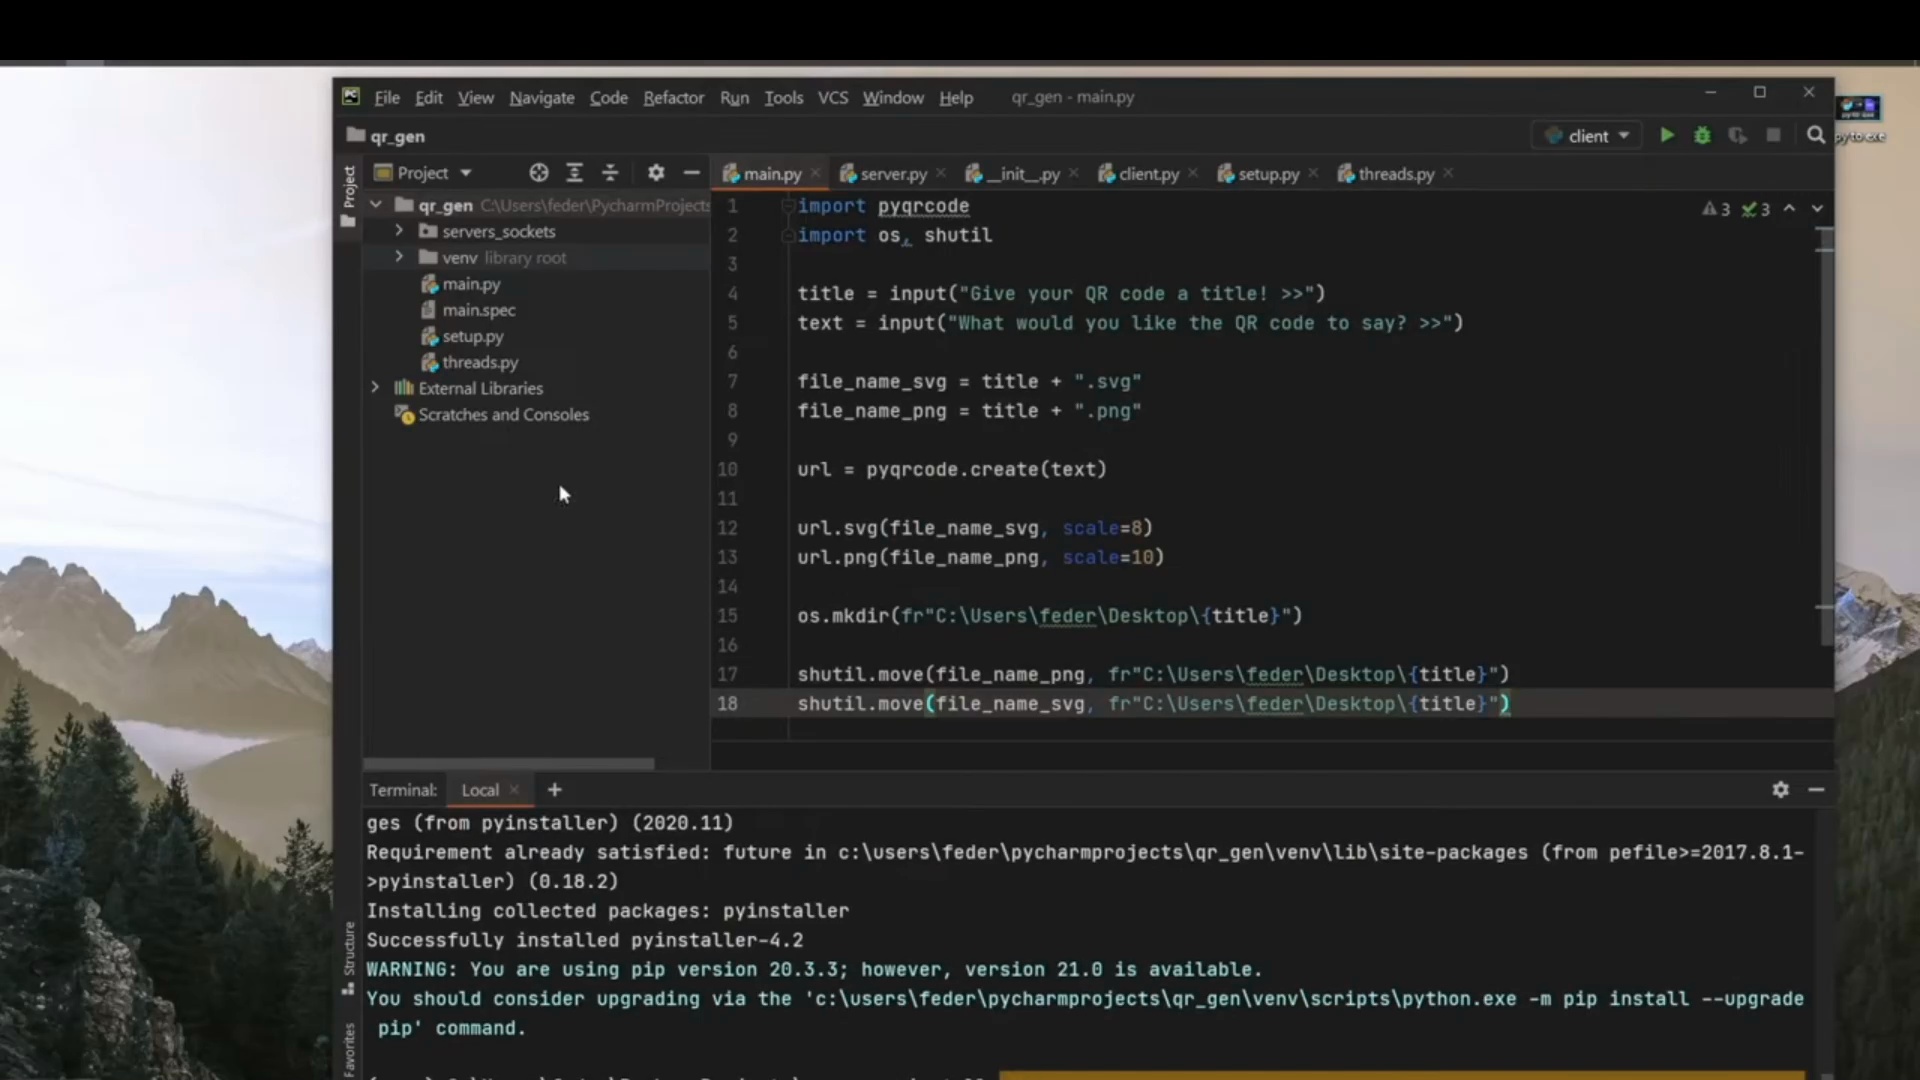 PC File Edit View Navigate Code Refactor Run Tools VCS Window Help qr_gen - main.py
py to exe
qr_gen
client
Project
Project
main.py server.py __init__.py client.py setup.py threads.py
qr_gen C:\Users\feder\PycharmProjects
servers_sockets
venv library root
main.py
main.spec
setup.py
threads.py
External Libraries
Scratches and Consoles
3 3
1 import pyqrcode
2 import os, shutil
3
4 title = input("Give your QR code a title! >>")
5 text = input("What would you like the QR code to say? >>")
6
7 file_name_svg = title + ".svg"
8 file_name_png = title + ".png"
9
10 url = pyqrcode.create(text)
11
12 url.svg(file_name_svg, scale=8)
13 url.png(file_name_png, scale=10)
14
15 os.mkdir(fr"C:\Users\feder\Desktop\{title}")
16
17 shutil.move(file_name_png, fr"C:\Users\feder\Desktop\{title}")
18 shutil.move(file_name_svg, fr"C:\Users\feder\Desktop\{title}")
Terminal: Local
ges (from pyinstaller) (2020.11)
Requirement already satisfied: future in c:\users\feder\pycharmprojects\qr_gen\venv\lib\site-packages (from pefile>=2017.8.1-
>pyinstaller) (0.18.2)
Installing collected packages: pyinstaller
Successfully installed pyinstaller-4.2
WARNING: You are using pip version 20.3.3; however, version 21.0 is available.
You should consider upgrading via the 'c:\users\feder\pycharmprojects\qr_gen\venv\scripts\python.exe -m pip install --upgrade
pip' command.
Structure
Favorites